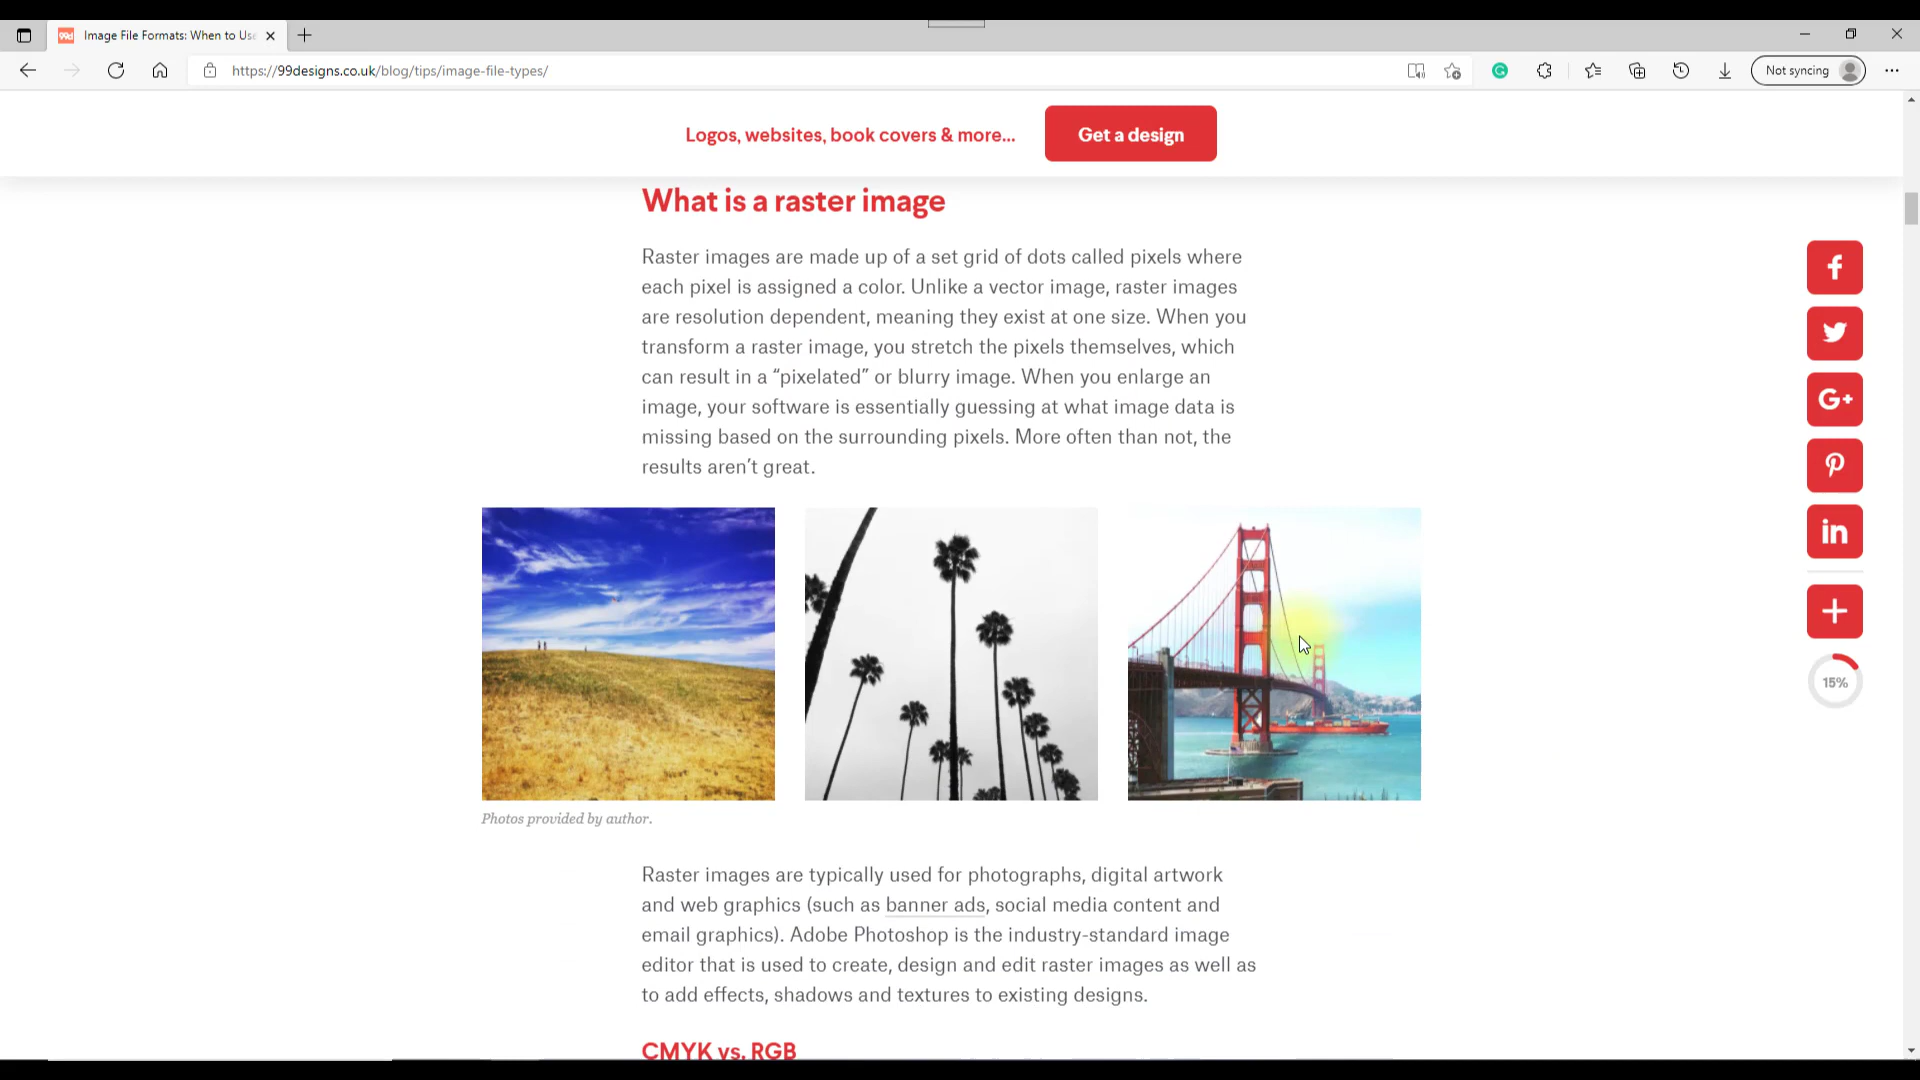 99d
Image File Formats: When to Use
https://99designs.co.uk/blog/tips/image-file-types/
Not syncing
Logos, websites, book covers & more...
Get a design
What is a raster image
Raster images are made up of a set grid of dots called pixels where
each pixel is assigned a color. Unlike a vector image, raster images
are resolution dependent, meaning they exist at one size. When you
transform a raster image, you stretch the pixels themselves, which
can result in a “pixelated” or blurry image. When you enlarge an
image, your software is essentially guessing at what image data is
missing based on the surrounding pixels. More often than not, the
results aren’t great.
f
G+
in
15%
Photos provided by author.
Raster images are typically used for photographs, digital artwork
and web graphics (such as banner ads, social media content and
email graphics). Adobe Photoshop is the industry-standard image
editor that is used to create, design and edit raster images as well as
to add effects, shadows and textures to existing designs.
CMYK vs. RGB